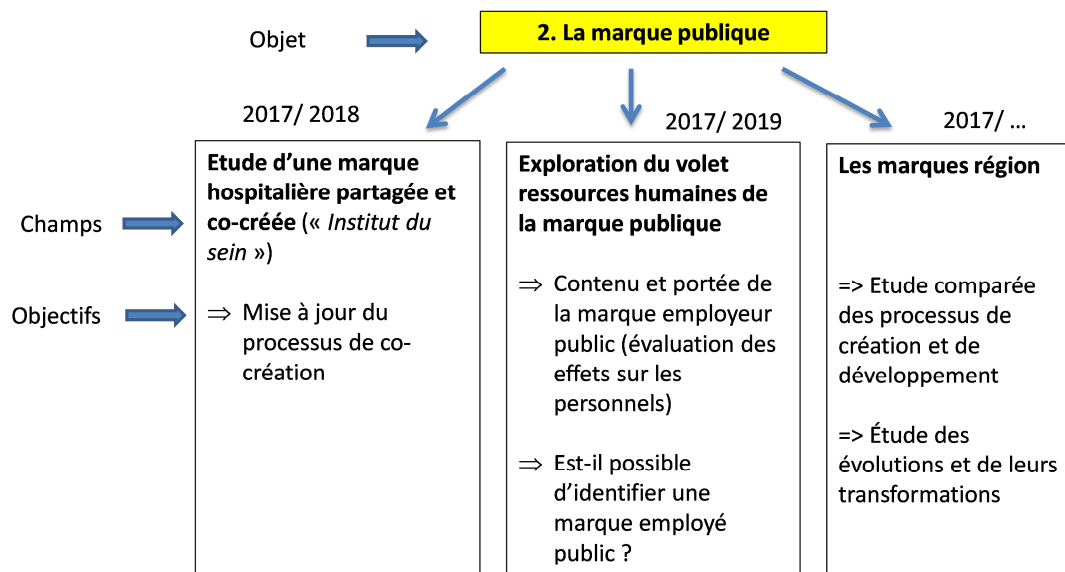 Objet
2. La marque publique
2017/ 2018
2017/ 2019
2017/ ...
Champs
Objectifs
Etude d’une marque
hospitalière partagée et
co-créée (« Institut du
sein »)
⇒ Mise à jour du
processus de co-
création
Exploration du volet
ressources humaines de
la marque publique
⇒ Contenu et portée de
la marque employeur
public (évaluation des
effets sur les
personnels)
⇒ Est-il possible
d’identifier une
marque employé
public ?
Les marques région
=> Etude comparée
des processus de
création et de
développement
=> Étude des
évolutions et de leurs
transformations